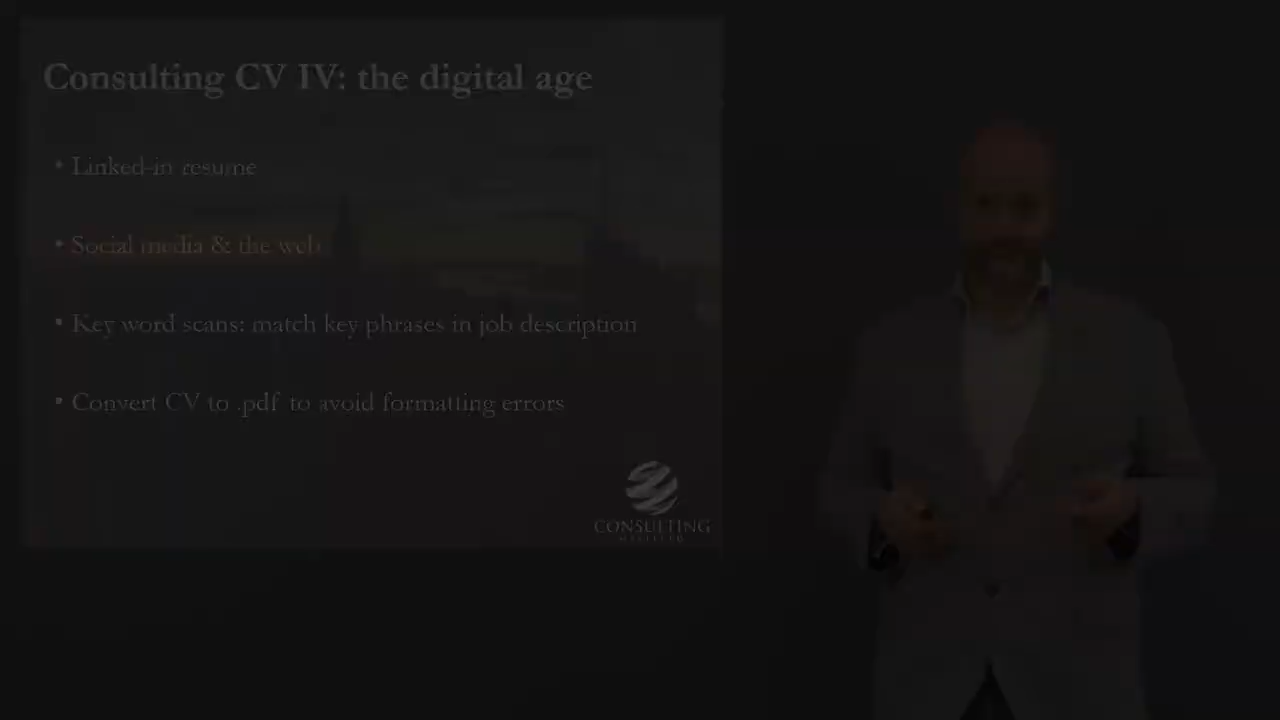 Consulting CV IV: the digital age
• Linked-in resume
• Social media & the web
• Key word scans: match key phrases in job description
• Convert CV to .pdf to avoid formatting errors
CONSULTING